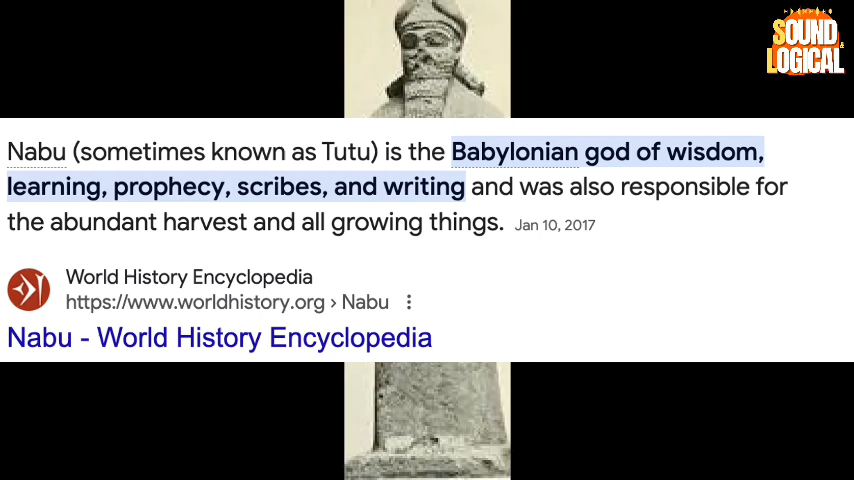 SOUND
&
LOGICAL
Nabu (sometimes known as Tutu) is the Babylonian god of wisdom,
learning, prophecy, scribes, and writing and was also responsible for
the abundant harvest and all growing things. Jan 10, 2017
World History Encyclopedia
https://www.worldhistory.org › Nabu
Nabu - World History Encyclopedia